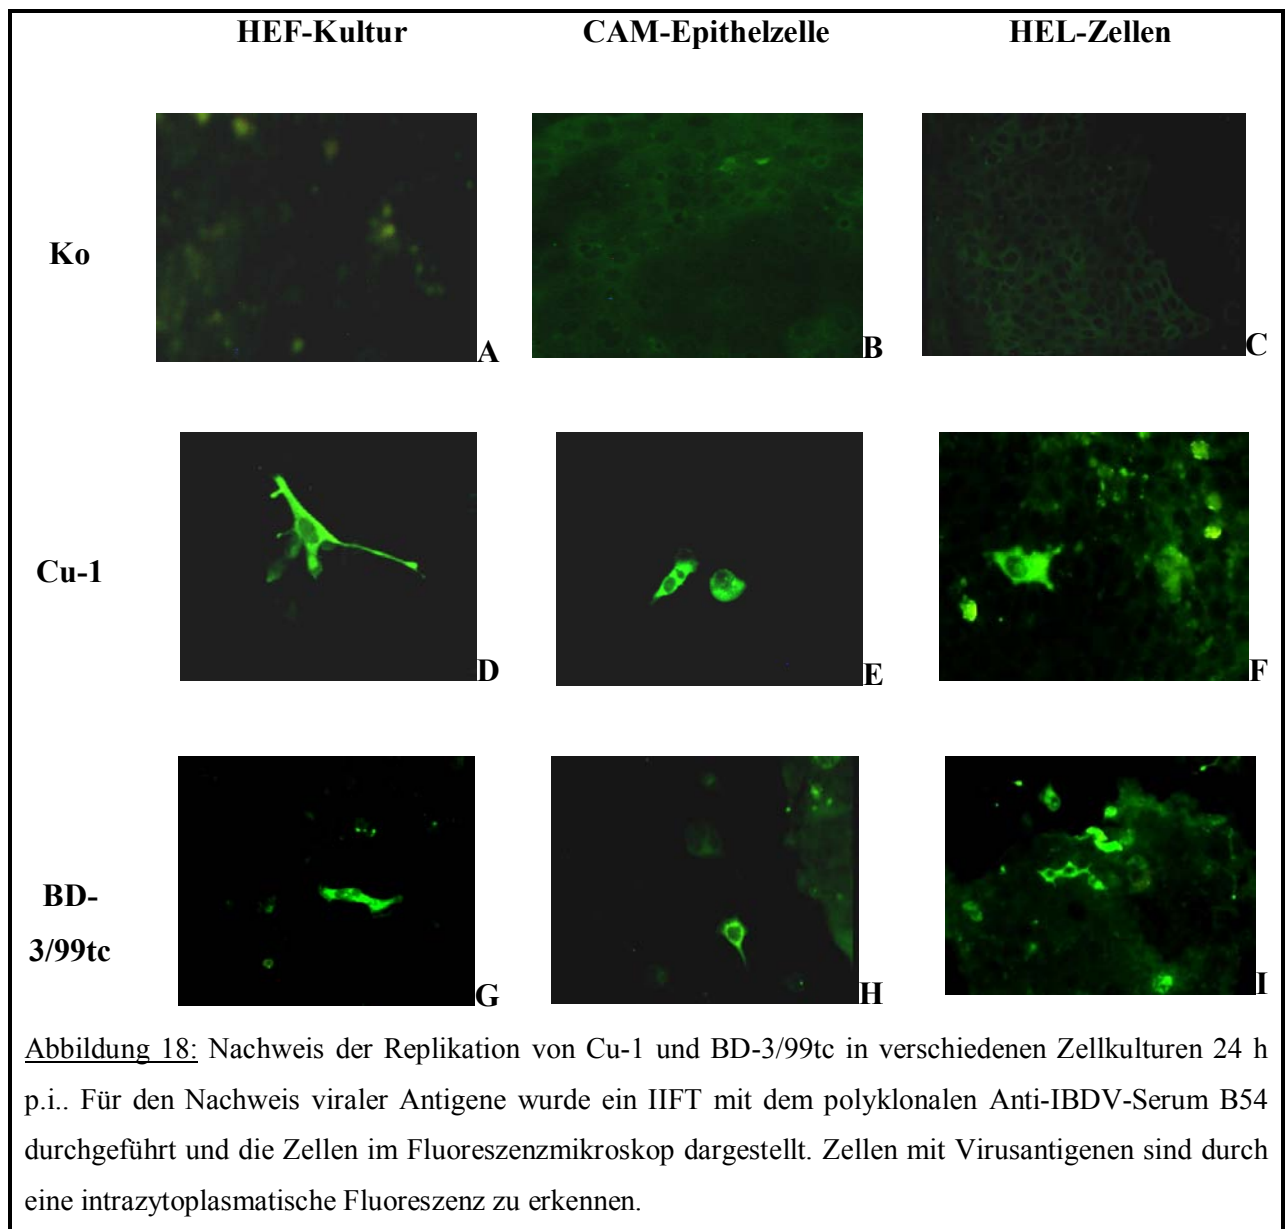 HEF-Kultur CAM-Epithelzelle HEL-Zellen
Ko
A B C
Cu-1
D E F
BD-
3/99tc
G H I
Abbildung 18: Nachweis der Replikation von Cu-1 und BD-3/99tc in verschiedenen Zellkulturen 24 h
p.i.. Für den Nachweis viraler Antigene wurde ein IIFT mit dem polyklonalen Anti-IBDV-Serum B54
durchgeführt und die Zellen im Fluoreszenzmikroskop dargestellt. Zellen mit Virusantigenen sind durch
eine intrazytoplasmatische Fluoreszenz zu erkennen.